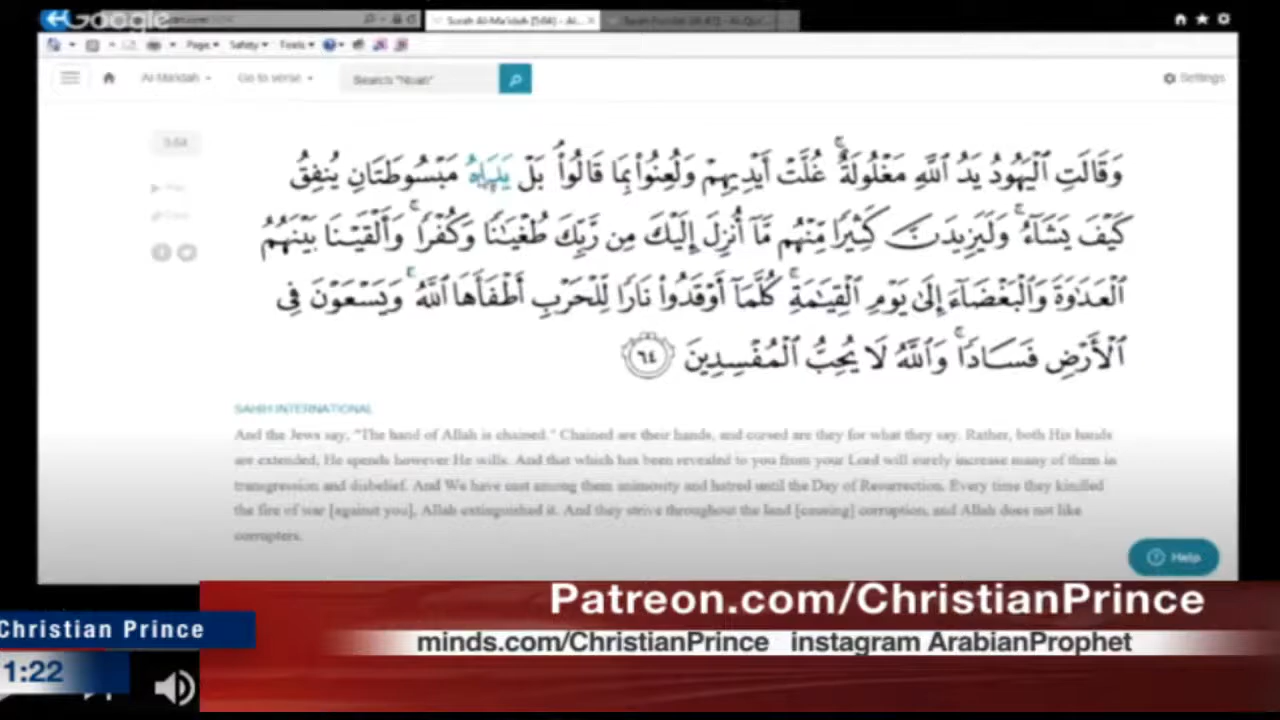 Google
Surah Al-Ma'idah [5:64] - Al...
Page
Safety
Tools
Al-Ma'idah
Go to verse
Search "Noah"
Settings
5:64
وَقَالَتِ ٱلْيَهُودُ يَدُ ٱللَّهِ مَغْلُولَةٌ ۚ غُلَّتْ أَيْدِيهِمْ وَلُعِنُوا۟ بِمَا قَالُوا۟ ۘ بَلْ يَدَاهُ مَبْسُوطَتَانِ يُنفِقُ
كَيْفَ يَشَآءُ ۚ وَلَيَزِيدَنَّ كَثِيرًا مِّنْهُم مَّآ أُنزِلَ إِلَيْكَ مِن رَّبِّكَ طُغْيَٰنًا وَكُفْرًا ۚ وَأَلْقَيْنَا بَيْنَهُمُ
ٱلْعَدَٰوَةَ وَٱلْبَغْضَآءَ إِلَىٰ يَوْمِ ٱلْقِيَٰمَةِ ۚ كُلَّمَآ أَوْقَدُوا۟ نَارًا لِّلْحَرْبِ أَطْفَأَهَا ٱللَّهُ ۚ وَيَسْعَوْنَ فِى
ٱلْأَرْضِ فَسَادًا ۚ وَٱللَّهُ لَا يُحِبُّ ٱلْمُفْسِدِينَ ٦٤
SAHIH INTERNATIONAL
And the Jews say, "The hand of Allah is chained." Chained are their hands, and cursed are they for what they say. Rather, both His hands
are extended, He spends however He wills. And that which has been revealed to you from your Lord will surely increase many of them in
transgression and disbelief. And We have cast among them animosity and hatred until the Day of Resurrection. Every time they kindled
the fire of war [against you], Allah extinguished it. And they strive throughout the land [causing] corruption, and Allah does not like
corrupters.
Help
Patreon.com/ChristianPrince
Christian Prince
minds.com/ChristianPrince instagram ArabianProphet
1:22